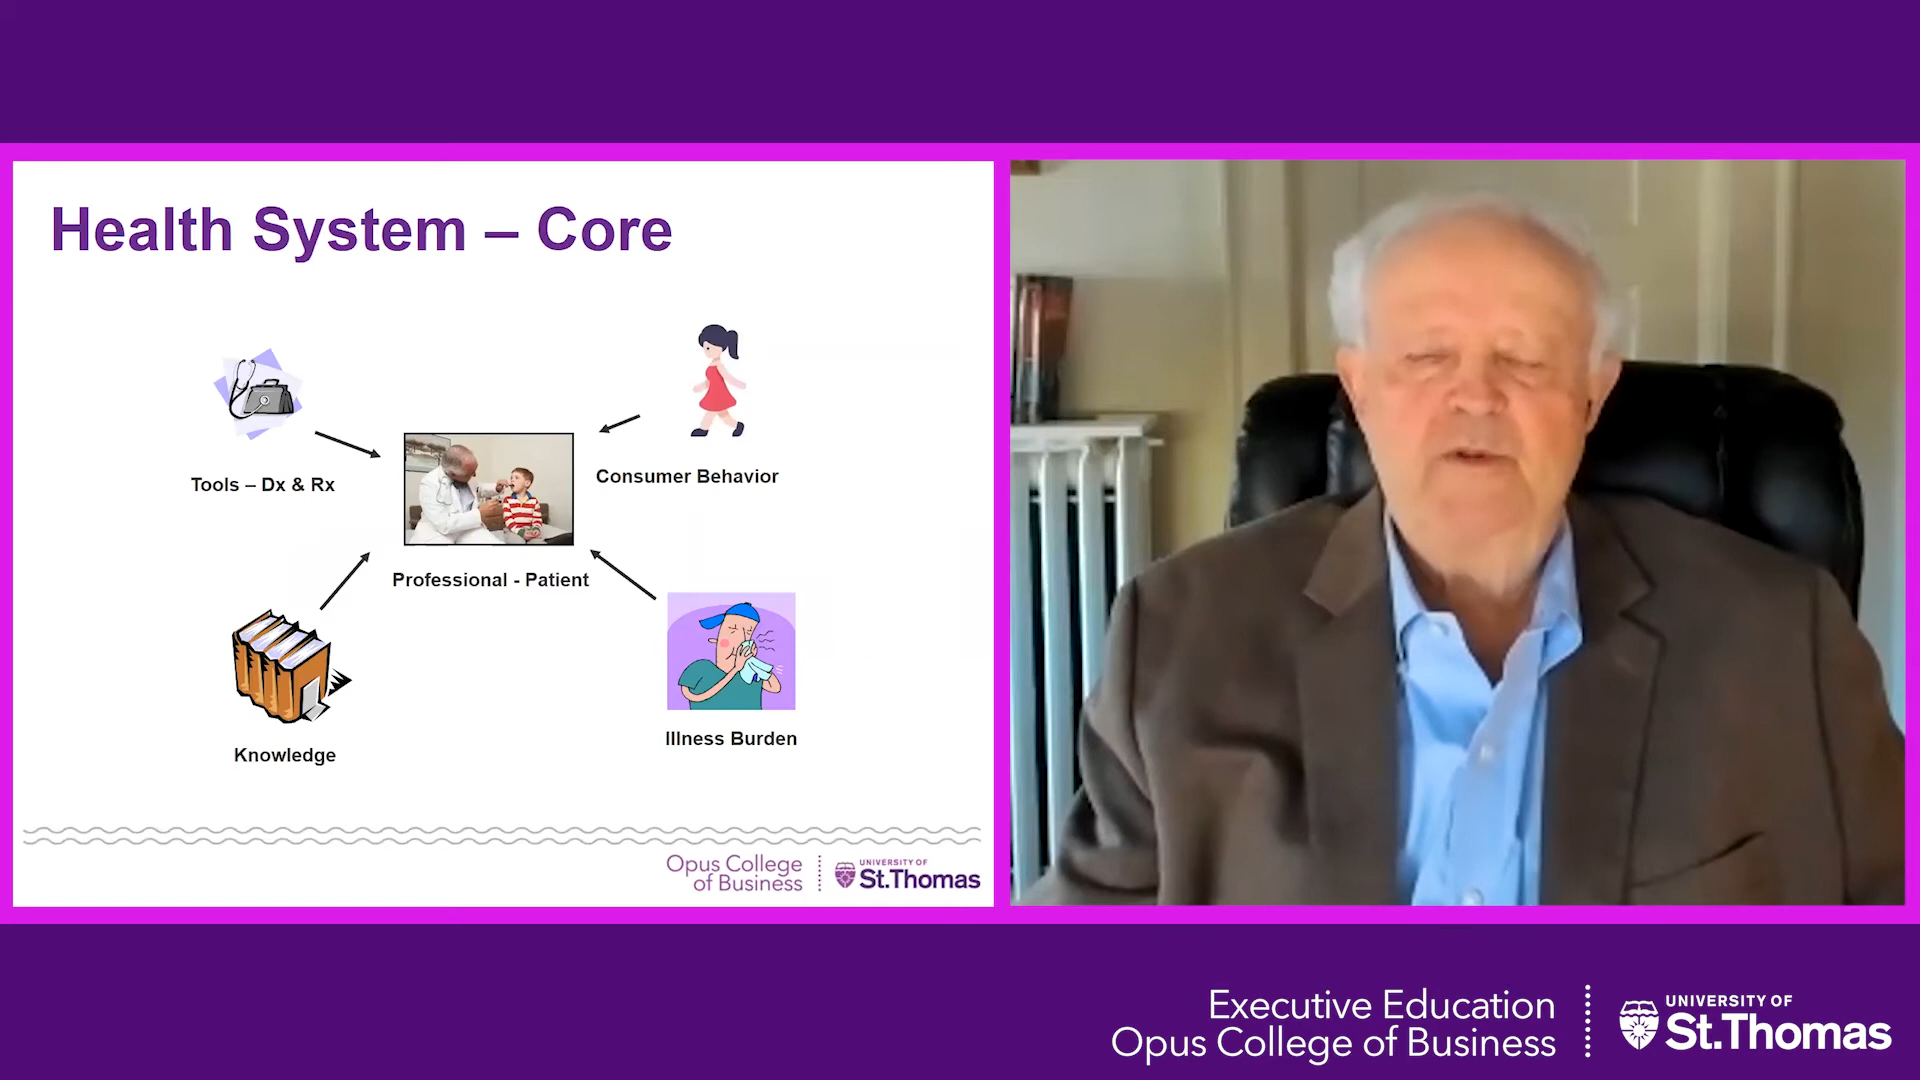 Health System – Core
Tools – Dx & Rx
Consumer Behavior
Professional - Patient
Knowledge
Illness Burden
Opus College
of Business
UNIVERSITY OF
St.Thomas
Executive Education
Opus College of Business
UNIVERSITY OF
St.Thomas